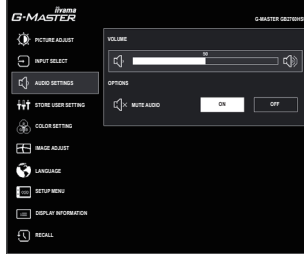 iiyama
G-MASTER
G-MASTER GB2760HS
PICTURE ADJUST
INPUT SELECT
AUDIO SETTINGS
STORE USER SETTING
COLOR SETTING
IMAGE ADJUST
LANGUAGE
SETUP MENU
DISPLAY INFORMATION
RECALL
VOLUME
50
OPTIONS
MUTE AUDIO
ON
OFF